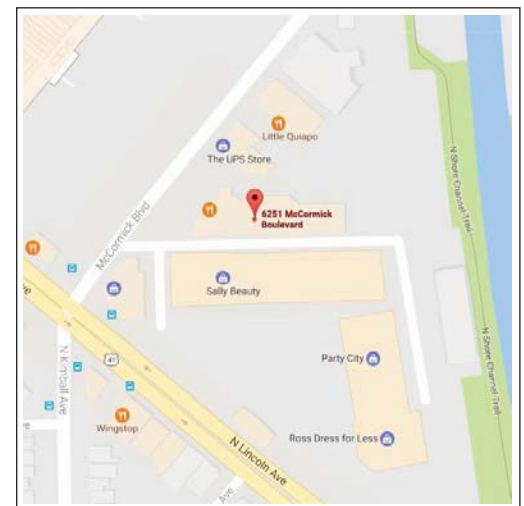 Little Quiapo
The UPS Store
N Shore Channel Trail
6251 McCormick
Boulevard
McCormick Blvd
Sally Beauty
N Kimball Ave
41
Party City
N Shore Channel Trail
Wingstop
N Lincoln Ave
Ross Dress for Less
Ave